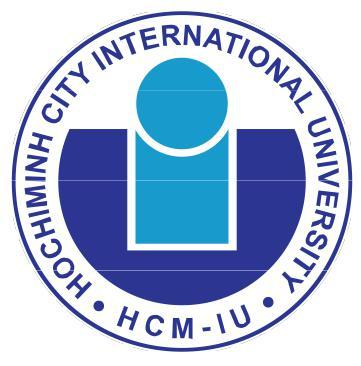 HOCHIMINH CITY INTERNATIONAL UNIVERSITY
• HCM-IU •